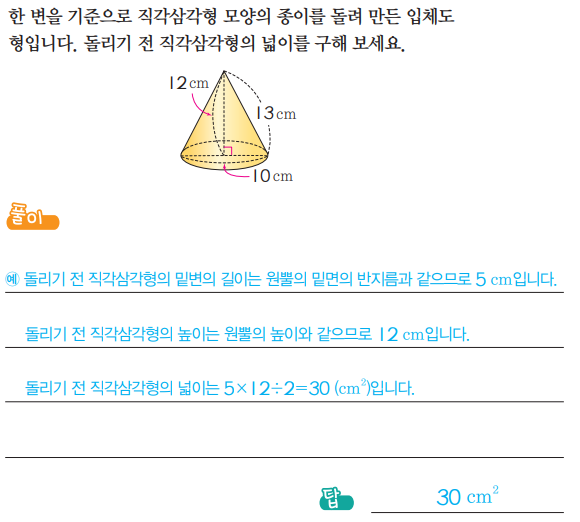 한 변을 기준으로 직각삼각형 모양의 종이를 돌려 만든 입체도
형입니다. 돌리기 전 직각삼각형의 넓이를 구해 보세요.
12 cm
13 cm
10 cm
풀이
예 돌리기 전 직각삼각형의 밑변의 길이는 원뿔의 밑면의 반지름과 같으므로 5 cm입니다.
돌리기 전 직각삼각형의 높이는 원뿔의 높이와 같으므로 12 cm입니다.
돌리기 전 직각삼각형의 넓이는 5×12÷2=30 (cm²)입니다.
답 30 cm²